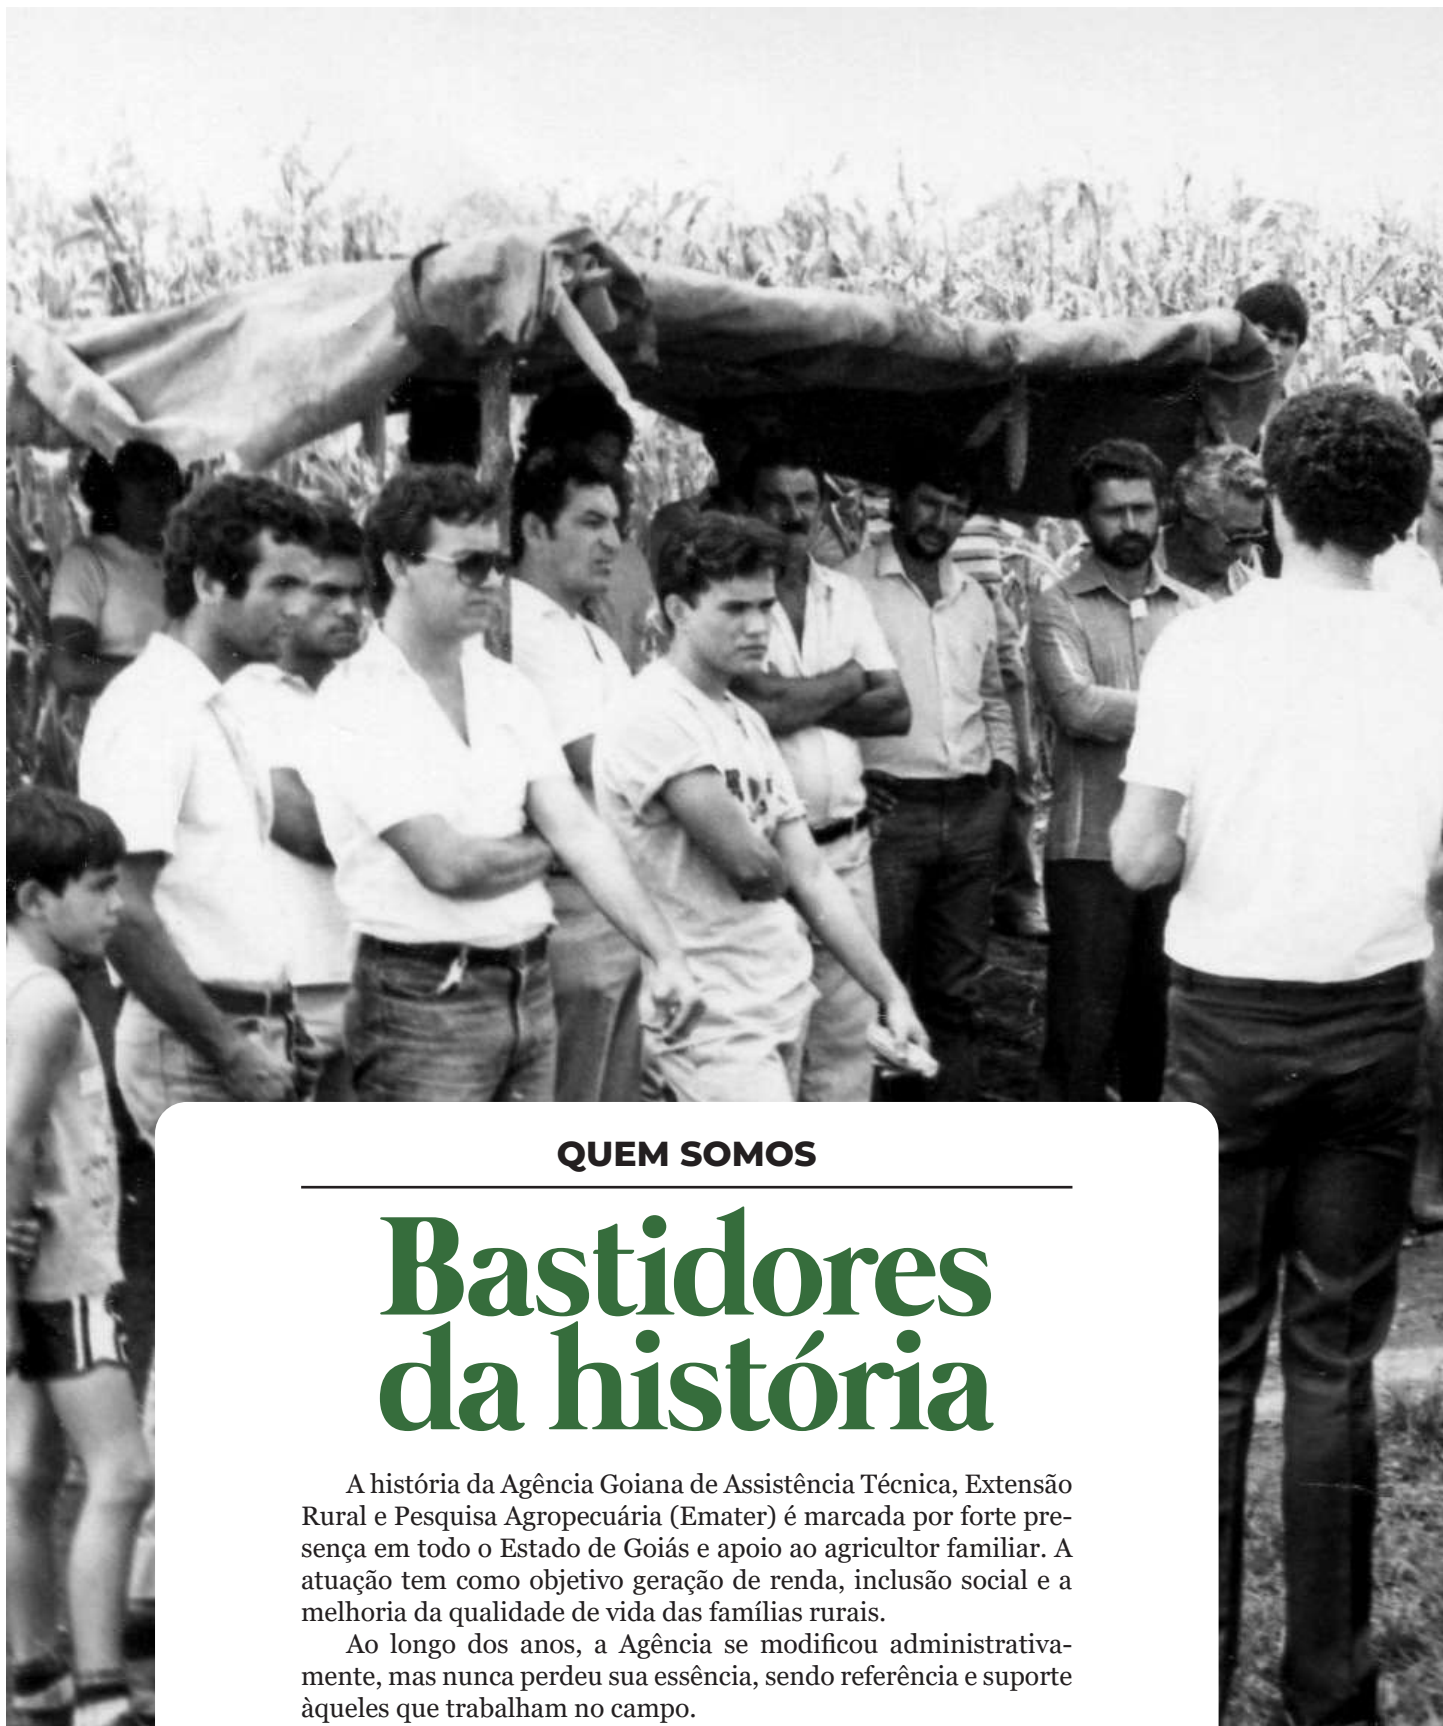 QUEM SOMOS
Bastidores
da história
A história da Agência Goiana de Assistência Técnica, Extensão
Rural e Pesquisa Agropecuária (Emater) é marcada por forte pre-
sença em todo o Estado de Goiás e apoio ao agricultor familiar. A
atuação tem como objetivo geração de renda, inclusão social e a
melhoria da qualidade de vida das famílias rurais.
Ao longo dos anos, a Agência se modificou administrativa-
mente, mas nunca perdeu sua essência, sendo referência e suporte
àqueles que trabalham no campo.